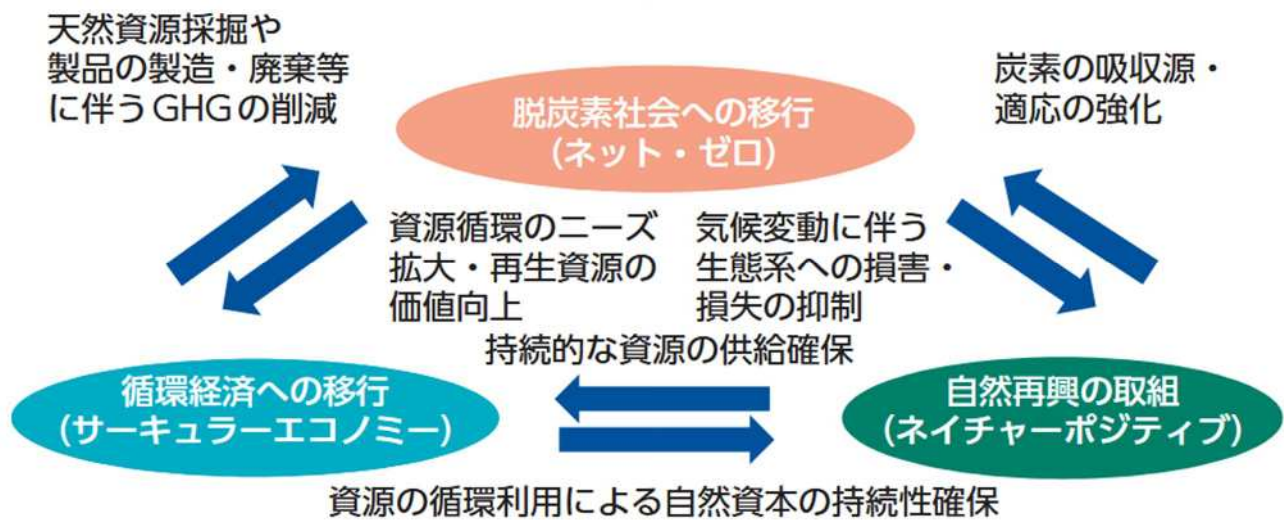 天然資源採掘や
製品の製造・廃棄等
に伴うGHGの削減
炭素の吸収源・
適応の強化
脱炭素社会への移行
(ネット・ゼロ)
資源循環のニーズ
拡大・再生資源の
価値向上
気候変動に伴う
生態系への損害・
損失の抑制
持続的な資源の供給確保
循環経済への移行
(サーキュラーエコノミー)
自然再興の取組
(ネイチャーポジティブ)
資源の循環利用による自然資本の持続性確保